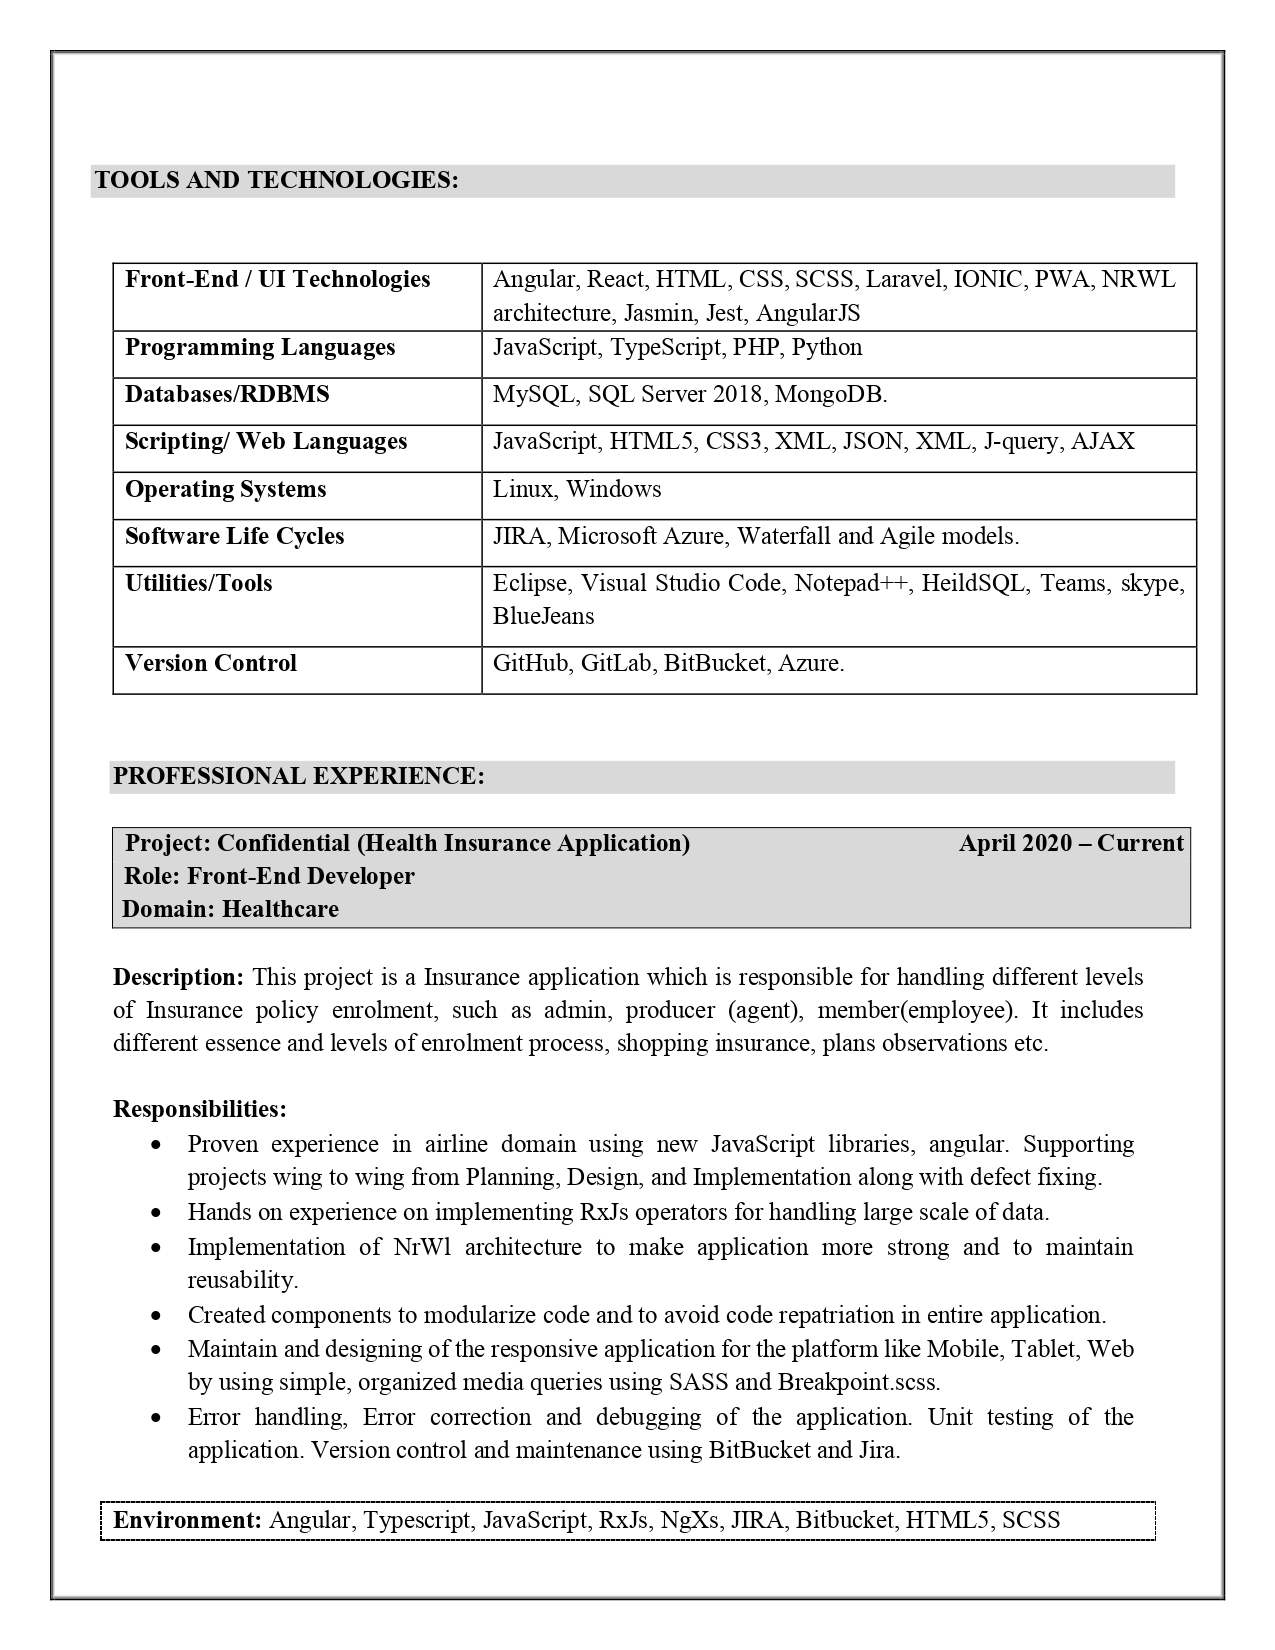 TOOLS AND TECHNOLOGIES:
Front-End / UI Technologies
Angular, React, HTML, CSS, SCSS, Laravel, IONIC, PWA, NRWL
architecture, Jasmin, Jest, AngularJS
Programming Languages
JavaScript, TypeScript, PHP, Python
Databases/RDBMS
MySQL, SQL Server 2018, MongoDB.
Scripting/ Web Languages
JavaScript, HTML5, CSS3, XML, JSON, XML, J-query, AJAX
Operating Systems
Linux, Windows
Software Life Cycles
JIRA, Microsoft Azure, Waterfall and Agile models.
Utilities/Tools
Eclipse, Visual Studio Code, Notepad++, HeildSQL, Teams, skype,
BlueJeans
Version Control
GitHub, GitLab, BitBucket, Azure.
PROFESSIONAL EXPERIENCE:
Project: Confidential (Health Insurance Application) April 2020 – Current
Role: Front-End Developer
Domain: Healthcare
Description: This project is a Insurance application which is responsible for handling different levels
of Insurance policy enrolment, such as admin, producer (agent), member(employee). It includes
different essence and levels of enrolment process, shopping insurance, plans observations etc.
Responsibilities:
• Proven experience in airline domain using new JavaScript libraries, angular. Supporting
projects wing to wing from Planning, Design, and Implementation along with defect fixing.
• Hands on experience on implementing RxJs operators for handling large scale of data.
• Implementation of NrWl architecture to make application more strong and to maintain
reusability.
• Created components to modularize code and to avoid code repatriation in entire application.
• Maintain and designing of the responsive application for the platform like Mobile, Tablet, Web
by using simple, organized media queries using SASS and Breakpoint.scss.
• Error handling, Error correction and debugging of the application. Unit testing of the
application. Version control and maintenance using BitBucket and Jira.
Environment: Angular, Typescript, JavaScript, RxJs, NgXs, JIRA, Bitbucket, HTML5, SCSS